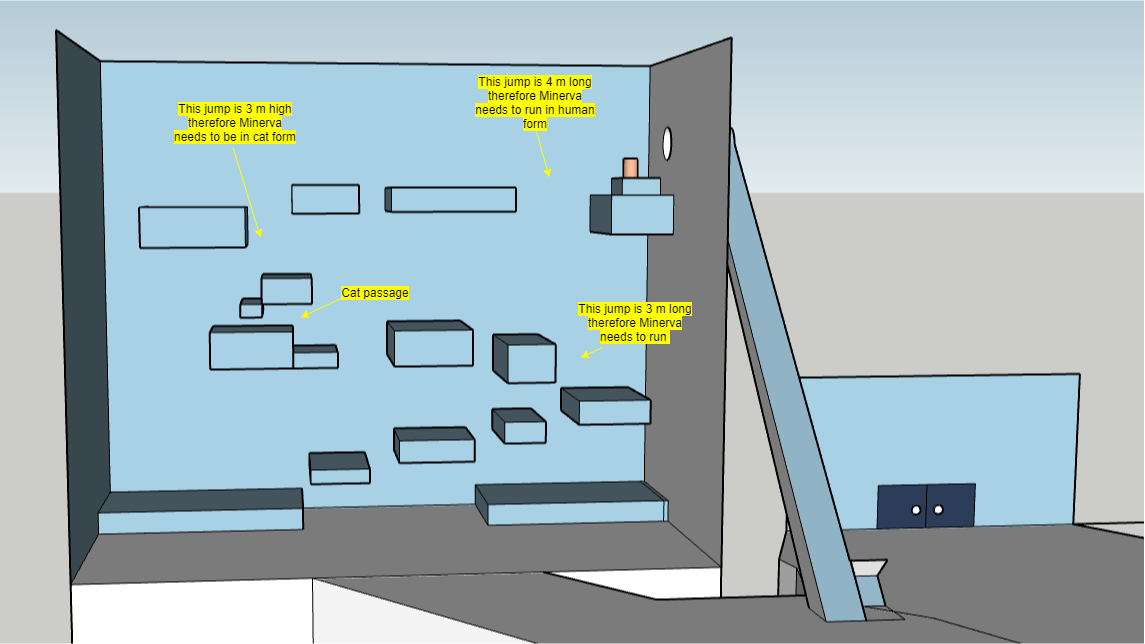 This jump is 3 m high
therefore Minerva
needs to be in cat form
This jump is 4 m long
therefore Minerva
needs to run in human
form
Cat passage
This jump is 3 m long
therefore Minerva
needs to run